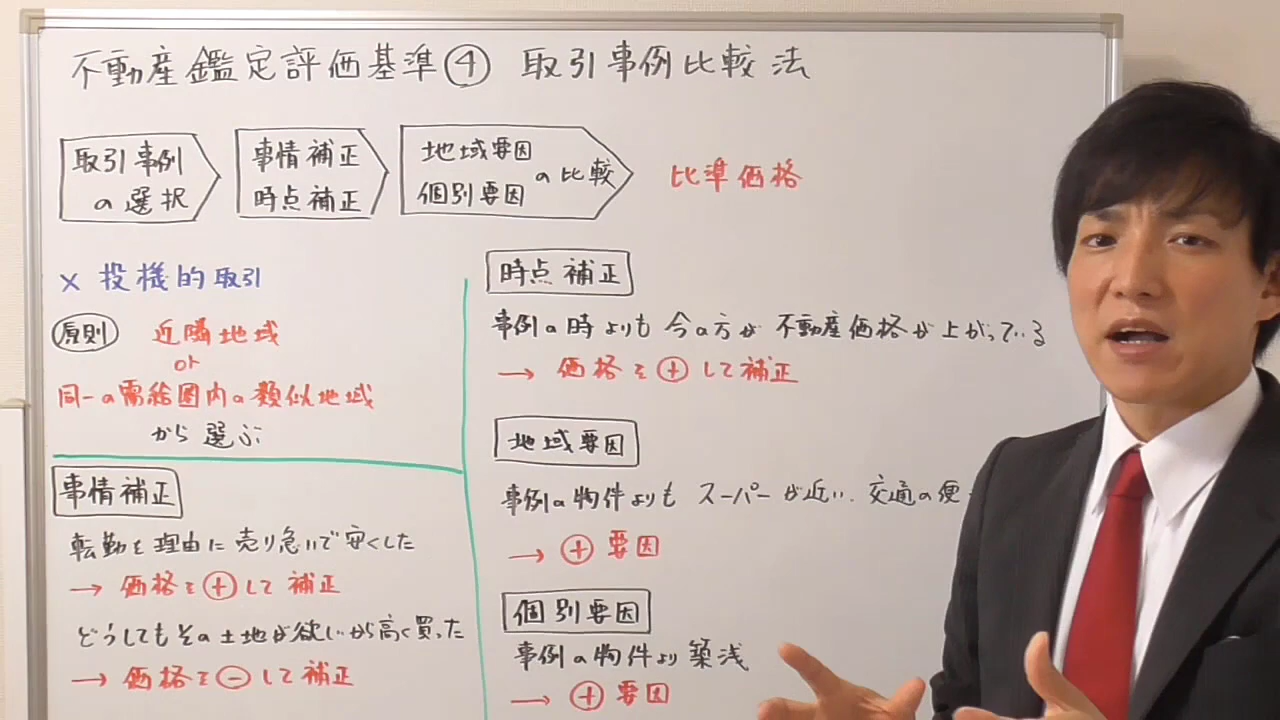 不動産鑑定評価基準④ 取引事例比較法
取引事例
の選択
事情補正
時点補正
地域要因
個別要因
の比較
比準価格
× 投機的取引
原則 近隣地域
or
同一の需給圏内の類似地域
から選ぶ
事情補正
転勤を理由に売り急いで安くした
→ 価格を⊕して補正
どうしてもその土地が欲しいから高く買った
→ 価格を⊖して補正
時点補正
事例の時よりも今の方が不動産価格が上がっている
→ 価格を⊕して補正
地域要因
事例の物件よりもスーパーが近い、交通の便
→ ⊕要因
個別要因
事例の物件より築浅
→ ⊕要因